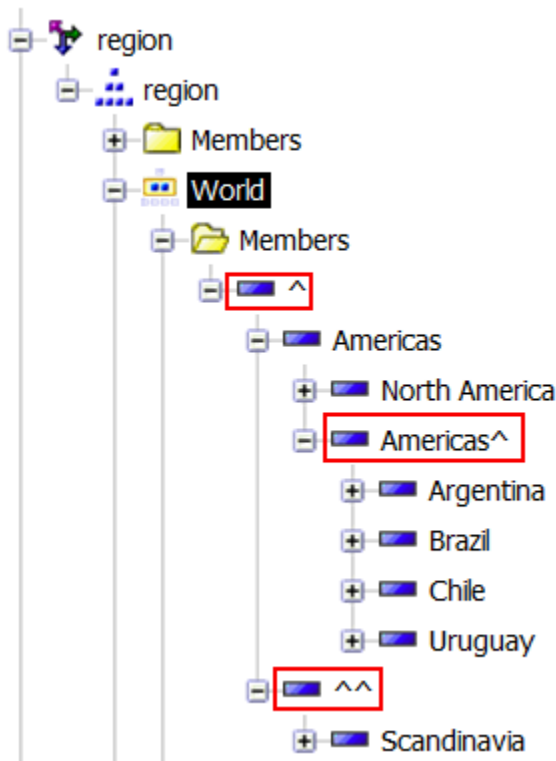 region
region
Members
World
Members
^
Americas
North America
Americas^
Argentina
Brazil
Chile
Uruguay
^^
Scandinavia